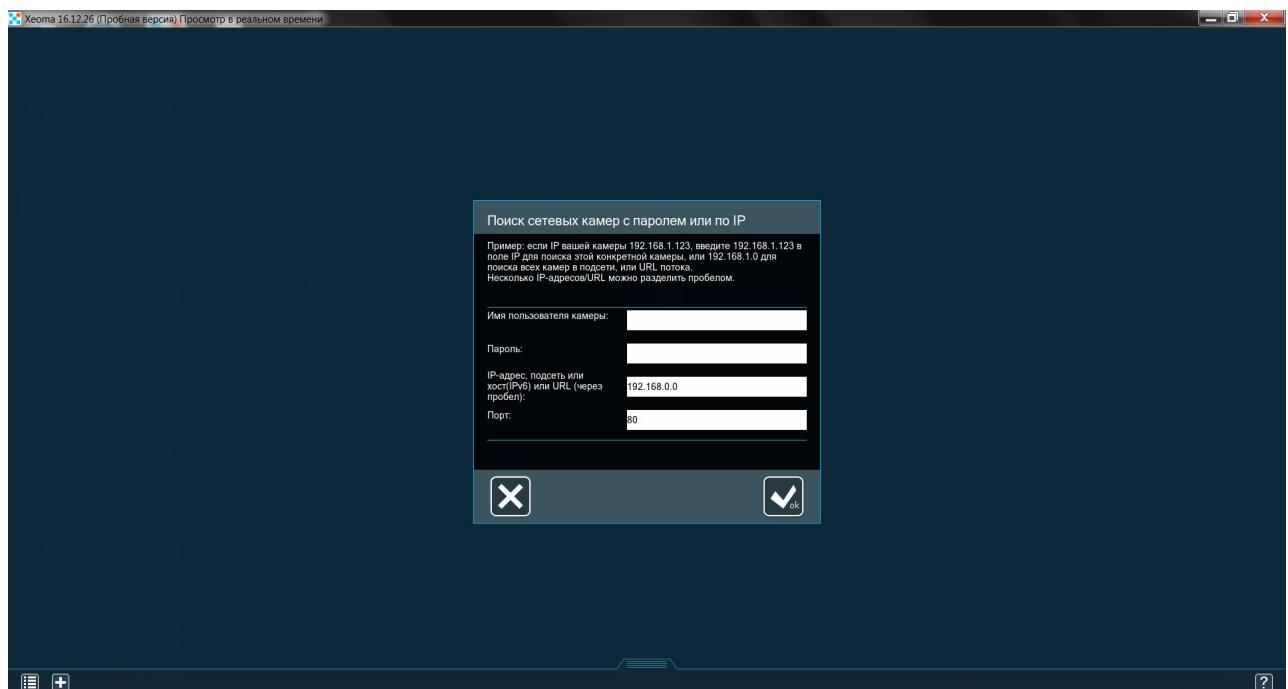 Xeoma 16.12.26 (Пробная версия) Просмотр в реальном времени
Поиск сетевых камер с паролем или по IP
Пример: если IP вашей камеры 192.168.1.123, введите 192.168.1.123 в
поле IP для поиска этой конкретной камеры, или 192.168.1.0 для
поиска всех камер в подсети, или URL потока.
Несколько IP-адресов/URL можно разделить пробелом.
Имя пользователя камеры:
Пароль:
IP-адрес, подсеть или
хост(IPv6) или URL (через
пробел):
192.168.0.0
Порт:
80
ok
?